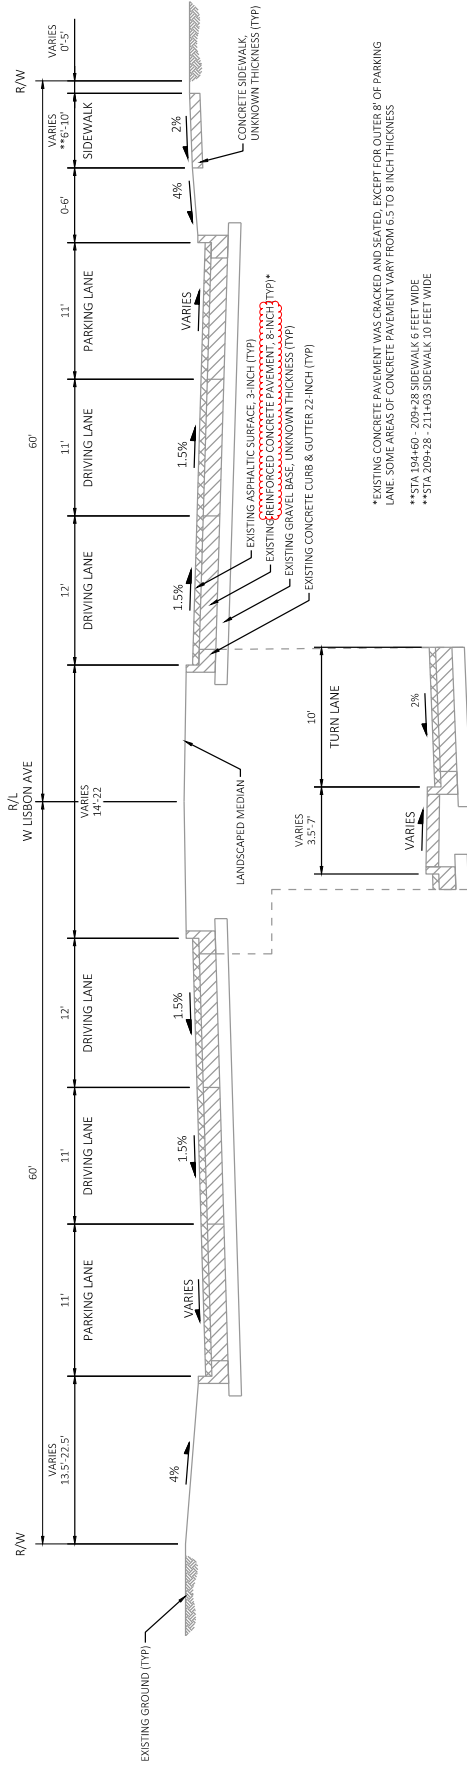 R/W
R/L
W LISBON AVE
R/W
60'
60'
VARIES
13.5'-22.5'
11'
PARKING LANE
11'
DRIVING LANE
12'
DRIVING LANE
VARIES
14'-22
12'
DRIVING LANE
11'
DRIVING LANE
11'
PARKING LANE
0-6'
VARIES
**6'-10'
SIDEWALK
VARIES
0'-5'
4%
VARIES
1.5%
1.5%
1.5%
1.5%
VARIES
4%
2%
EXISTING GROUND (TYP)
LANDSCAPED MEDIAN
EXISTING ASPHALTIC SURFACE, 3-INCH (TYP)
EXISTING REINFORCED CONCRETE PAVEMENT, 8-INCH (TYP)*
EXISTING GRAVEL BASE, UNKNOWN THICKNESS (TYP)
EXISTING CONCRETE CURB & GUTTER 22-INCH (TYP)
CONCRETE SIDEWALK,
UNKNOWN THICKNESS (TYP)
VARIES
3.5'-7'
10'
TURN LANE
VARIES
2%
*EXISTING CONCRETE PAVEMENT WAS CRACKED AND SEATED, EXCEPT FOR OUTER 8' OF PARKING
LANE. SOME AREAS OF CONCRETE PAVEMENT VARY FROM 6.5 TO 8 INCH THICKNESS
**STA 194+60 - 209+28 SIDEWALK 6 FEET WIDE
**STA 209+28 - 211+03 SIDEWALK 10 FEET WIDE